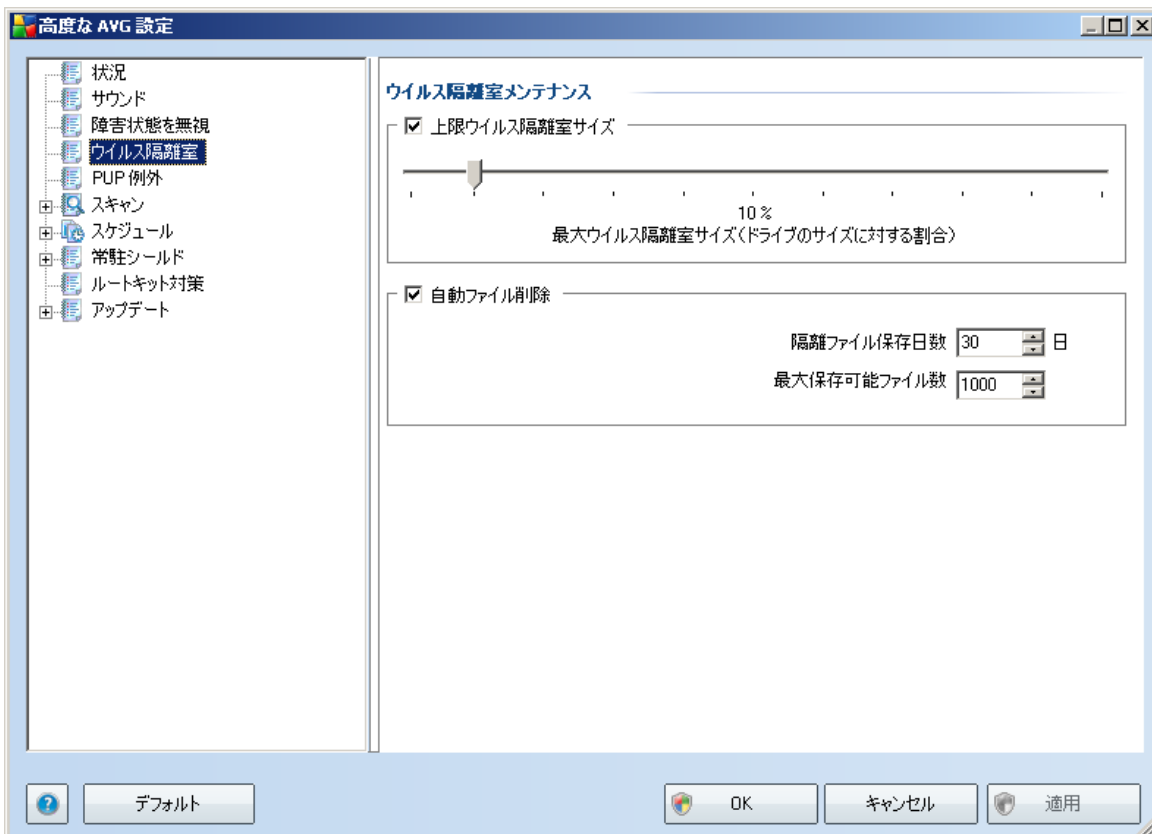 高度な AVG 設定
状況
サウンド
障害状態を無視
ウイルス隔離室
PUP 例外
スキャン
スケジュール
常駐シールド
ルートキット対策
アップデート
ウイルス隔離室メンテナンス
上限ウイルス隔離室サイズ
10 %
最大ウイルス隔離室サイズ(ドライブのサイズに対する割合)
自動ファイル削除
隔離ファイル保存日数 30 日
最大保存可能ファイル数 1000
デフォルト
OK
キャンセル
適用